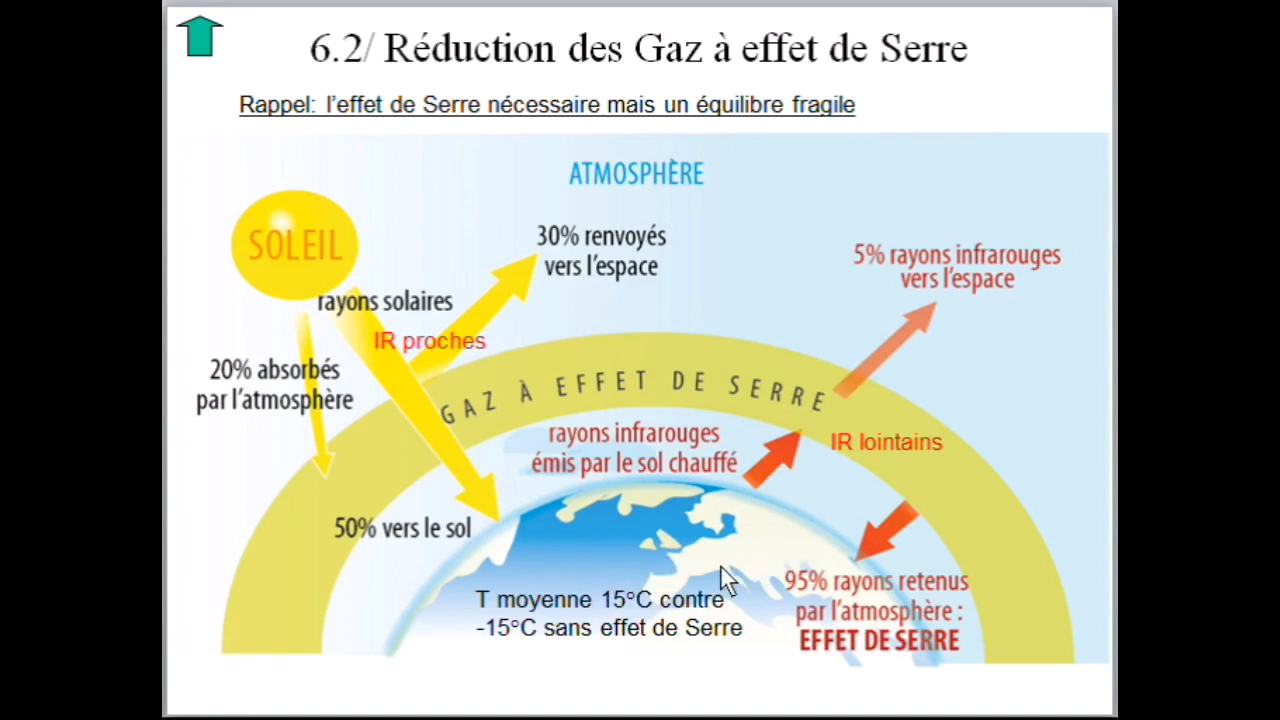 6.2/ Réduction des Gaz à effet de Serre
Rappel: l'effet de Serre nécessaire mais un équilibre fragile
ATMOSPHÈRE
SOLEIL
30% renvoyés
vers l'espace
5% rayons infrarouges
vers l'espace
rayons solaires
IR proches
20% absorbés
par l'atmosphère
GAZ À EFFET DE SERRE
rayons infrarouges
émis par le sol chauffé
IR lointains
50% vers le sol
T moyenne 15°C contre
-15°C sans effet de Serre
95% rayons retenus
par l'atmosphère :
EFFET DE SERRE